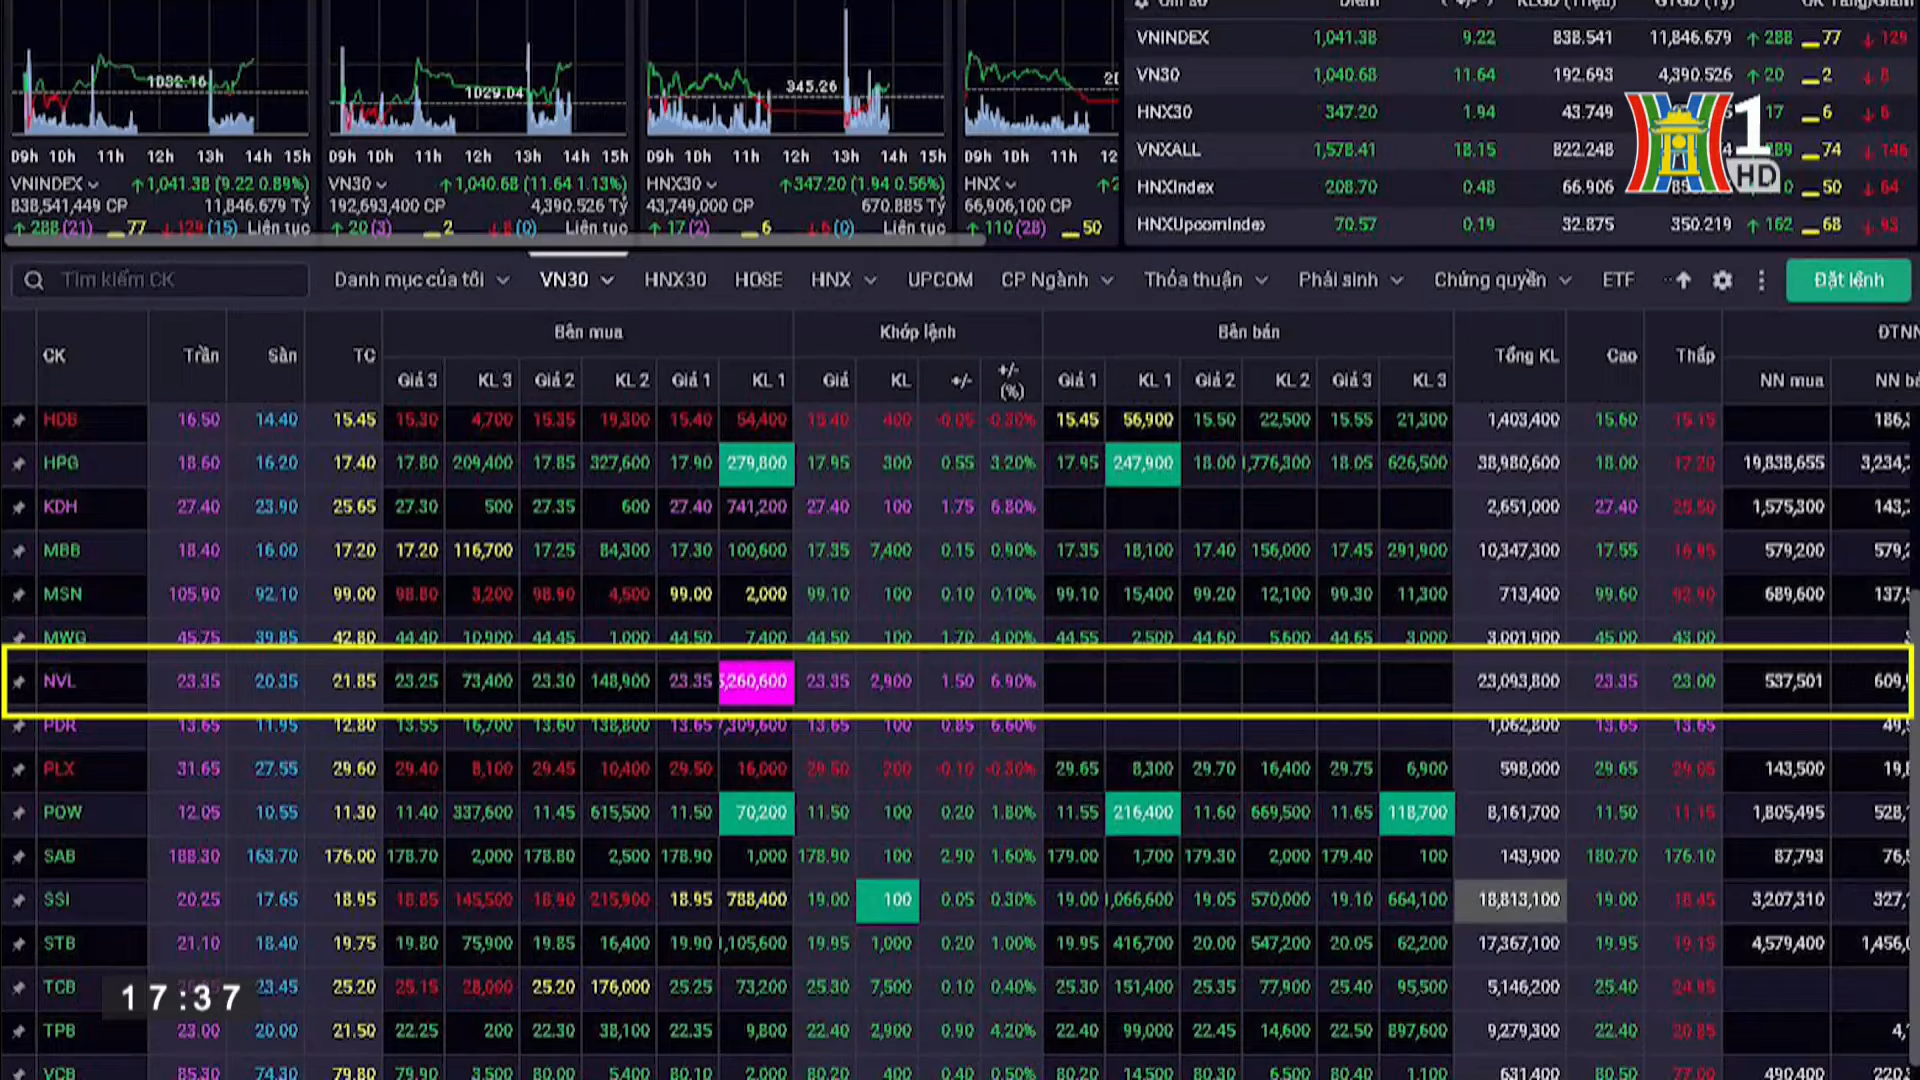 Chỉ số Điểm (+/-) KLGD (Triệu) GTGD (Tỷ) CK Tăng/Giảm
VNINDEX 1,041.38 9.22 838.541 11,846.679 ↑ 288 77 ↓ 129
VN30 1,040.68 11.64 192.693 4,390.526 ↑ 20 2 ↓ 8
HNX30 347.20 1.94 43.749 17 6 ↓ 6
VNXALL 1,578.41 18.15 822.248 74 ↓ 146
HNXIndex 208.70 0.48 66.906 50 ↓ 64
HNXUpcomIndex 70.57 0.19 32.875 350.219 ↑ 162 68 ↓ 93
1 HD
1032.16
1029.04
345.26
09h 10h 11h 12h 13h 14h 15h
09h 10h 11h 12h 13h 14h 15h
09h 10h 11h 12h 13h 14h 15h
09h 10h 11h
VNINDEX ↑1,041.38 (9.22 0.89%)
838,541,449 CP 11,846.679 Tỷ
↑ 288 (21) 77 ↓ 129 (15) Liên tục
VN30 ↑1,040.68 (11.64 1.13%)
192,693,400 CP 4,390.526 Tỷ
↑ 20 (3) 2 ↓ 8 (0) Liên tục
HNX30 ↑347.20 (1.94 0.56%)
43,749,000 CP 670.885 Tỷ
↑ 17 (2) 6 ↓ 6 (0) Liên tục
HNX
66,906,100 CP
↑ 110 (28) 50
Tìm kiếm CK Danh mục của tôi VN30 HNX30 HOSE HNX UPCOM CP Ngành Thỏa thuận Phái sinh Chứng quyền ETF Đặt lệnh
CK Trần Sàn TC Bên mua Khớp lệnh Bên bán Tổng KL Cao Thấp ĐTNN
Giá 3 KL 3 Giá 2 KL 2 Giá 1 KL 1 Giá KL +/- +/- (%) Giá 1 KL 1 Giá 2 KL 2 Giá 3 KL 3 NN mua
HDB 16.50 14.40 15.45 15.30 4,700 15.35 19,300 15.40 54,400 15.40 400 -0.05 -0.30% 15.45 56,900 15.50 22,500 15.55 21,300 1,403,400 15.60 15.15
HPG 18.60 16.20 17.40 17.80 209,400 17.85 327,600 17.90 279,800 17.95 300 0.55 3.20% 17.95 247,900 18.00 1,776,300 18.05 626,500 38,980,600 18.00 17.20 19,838,655
KDH 27.40 23.90 25.65 27.30 500 27.35 600 27.40 741,200 27.40 100 1.75 6.80% 2,651,000 27.40 25.50 1,575,300
MBB 18.40 16.00 17.20 17.20 116,700 17.25 84,300 17.30 100,600 17.35 7,400 0.15 0.90% 17.35 18,100 17.40 156,000 17.45 291,900 10,347,300 17.55 16.95 579,200
MSN 105.90 92.10 99.00 98.80 3,200 98.90 4,500 99.00 2,000 99.10 100 0.10 0.10% 99.10 15,400 99.20 12,100 99.30 11,300 713,400 99.60 92.90 689,600
MWG 45.75 39.85 42.80 44.40 10,900 44.45 1,000 44.50 7,400 44.50 100 1.70 4.00% 44.55 2,500 44.60 5,600 44.65 3,000 3,001,900 45.00 43.00
NVL 23.35 20.35 21.85 23.25 73,400 23.30 148,900 23.35 ,260,600 23.35 2,900 1.50 6.90% 23,093,800 23.35 23.00 537,501
PDR 13.65 11.95 12.80 13.55 16,700 13.60 138,800 13.65 ,309,600 13.65 100 0.85 6.60% 1,062,800 13.65 13.65
PLX 31.65 27.55 29.60 29.40 8,100 29.45 10,400 29.50 16,000 29.50 200 -0.10 -0.30% 29.65 8,300 29.70 16,400 29.75 6,900 598,000 29.65 29.05 143,500
POW 12.05 10.55 11.30 11.40 337,600 11.45 615,500 11.50 70,200 11.50 100 0.20 1.80% 11.55 216,400 11.60 669,500 11.65 118,700 8,161,700 11.50 11.15 1,805,495
SAB 188.30 163.70 176.00 178.70 2,000 178.80 2,500 178.90 1,000 178.90 100 2.90 1.60% 179.00 1,700 179.30 2,000 179.40 100 143,900 180.70 176.10 87,793
SSI 20.25 17.65 18.95 18.85 145,500 18.90 215,900 18.95 788,400 19.00 100 0.05 0.30% 19.00 1,066,600 19.05 570,000 19.10 664,100 18,813,100 19.00 18.45 3,207,310
STB 21.10 18.40 19.75 19.80 75,900 19.85 16,400 19.90 1,105,600 19.95 1,000 0.20 1.00% 19.95 416,700 20.00 547,200 20.05 62,200 17,367,100 19.95 19.15 4,579,400
TCB 23.45 25.20 25.15 28,000 25.20 176,000 25.25 73,200 25.30 7,500 0.10 0.40% 25.30 151,400 25.35 77,900 25.40 95,500 5,146,200 25.40 24.95
TPB 23.00 20.00 21.50 22.25 200 22.30 38,100 22.35 9,800 22.40 2,900 0.90 4.20% 22.40 99,000 22.45 14,600 22.50 897,600 9,279,300 22.40 20.85
VCB 85.30 74.30 79.80 79.90 3,500 80.00 5,400 80.10 2,000 80.20 400 0.40 0.50% 80.20 14,500 80.30 6,500 80.40 1,100 631,400 80.50 77.00 490,400
17:37